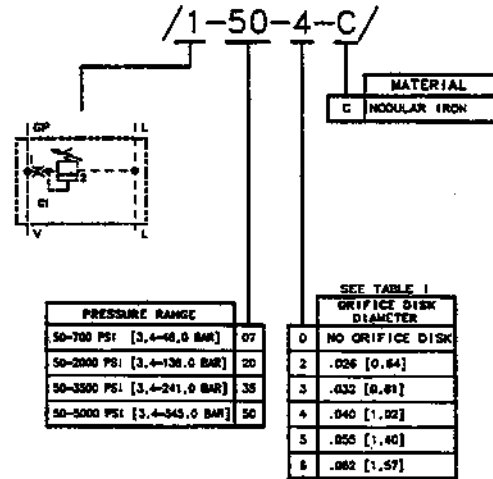 /1-50-4-C/
MATERIAL
C NODULAR IRON
GP L
C1
V L
PRESSURE RANGE
50-700 PSI [3,4-48,0 BAR] 07
50-2000 PSI [3,4-138,0 BAR] 20
50-3500 PSI [3,4-241,0 BAR] 35
50-5000 PSI [3,4-345,0 BAR] 50
SEE TABLE 1
ORIFICE DISK
DIAMETER
0 NO ORIFICE DISK
2 .026 [0,64]
3 .032 [0,81]
4 .040 [1,02]
5 .055 [1,40]
6 .062 [1,57]